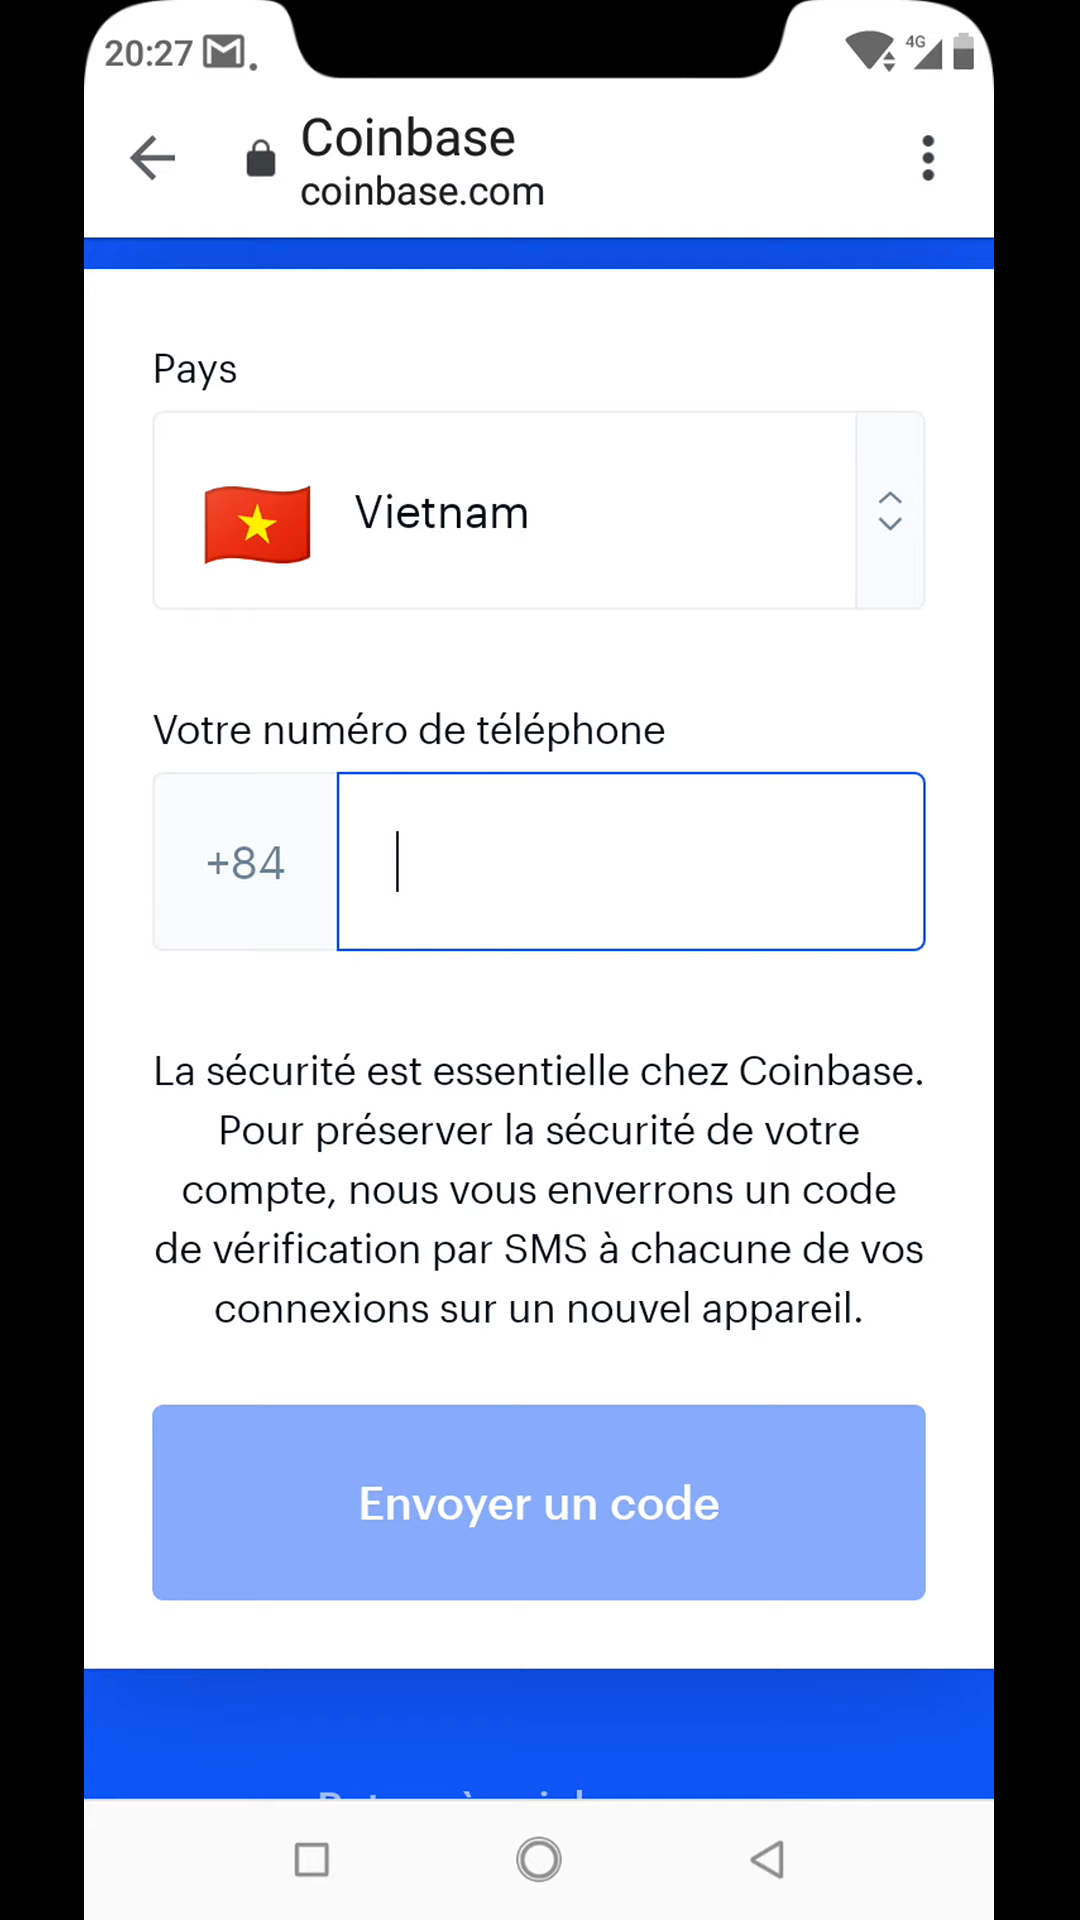 20:27
4G
Coinbase
coinbase.com
Pays
Vietnam
Votre numéro de téléphone
+84
La sécurité est essentielle chez Coinbase.
Pour préserver la sécurité de votre
compte, nous vous enverrons un code
de vérification par SMS à chacune de vos
connexions sur un nouvel appareil.
Envoyer un code